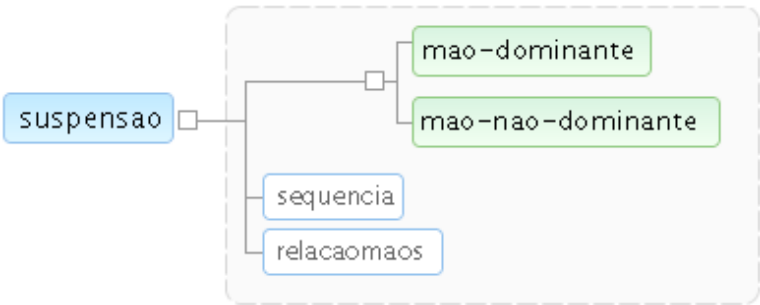 mao-dominante
suspensao
mao-nao-dominante
sequencia
relacaomaos